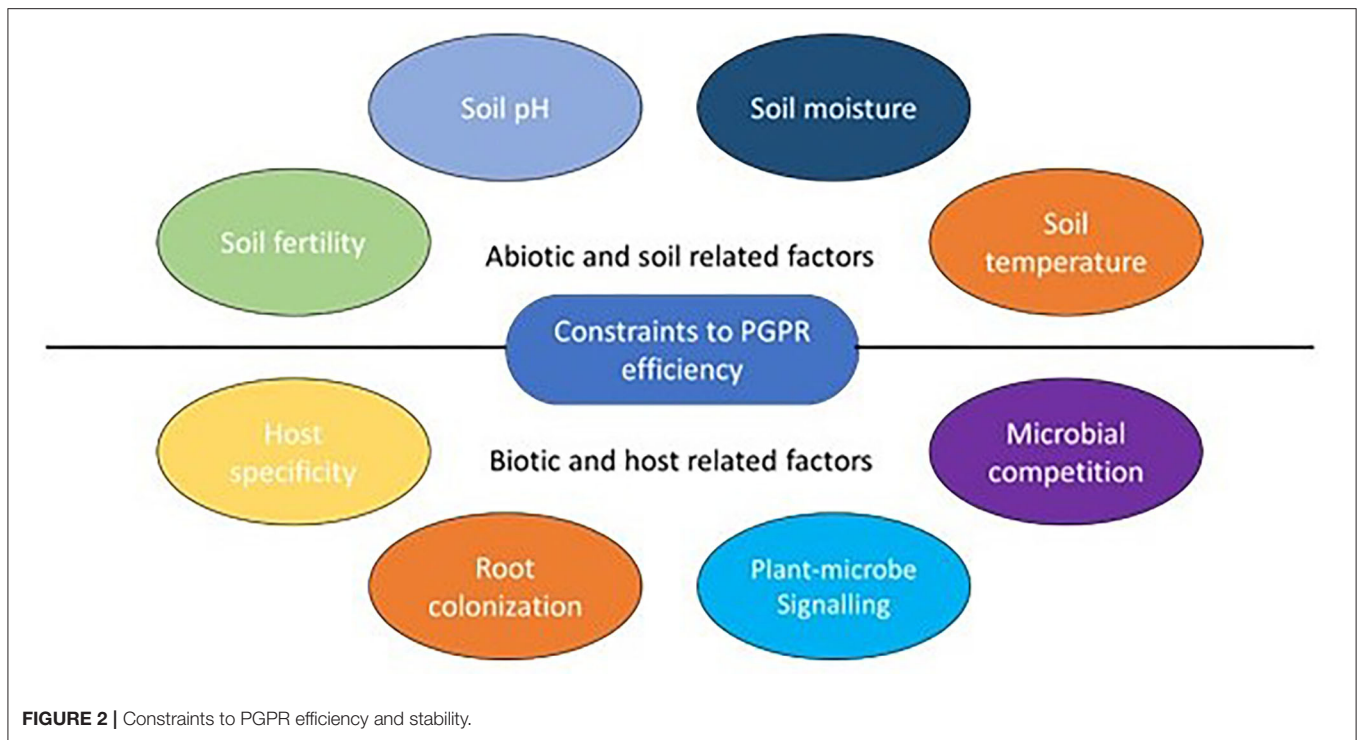 Soil pH
Soil moisture
Soil fertility
Soil
temperature
Abiotic and soil related factors
Constraints to PGPR
efficiency
Host
specificity
Biotic and host related factors
Microbial
competition
Root
colonization
Plant-microbe
Signalling
FIGURE 2 | Constraints to PGPR efficiency and stability.